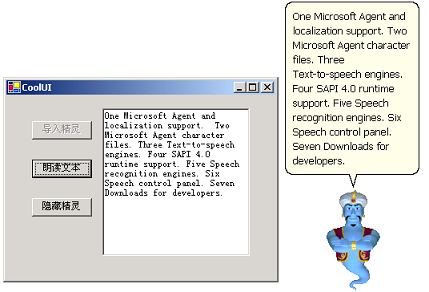 CoolUI
导入精灵
朗读文本
隐藏精灵
One Microsoft Agent and
localization support.  Two
Microsoft Agent character
files. Three Text-to-speech
engines. Four SAPI 4.0
runtime support. Five Speech
recognition engines. Six
Speech control panel. Seven
Downloads for developers.
One Microsoft Agent and
localization support. Two
Microsoft Agent character
files. Three
Text-to-speech engines.
Four SAPI 4.0 runtime
support. Five Speech
recognition engines. Six
Speech control panel.
Seven Downloads for
developers.